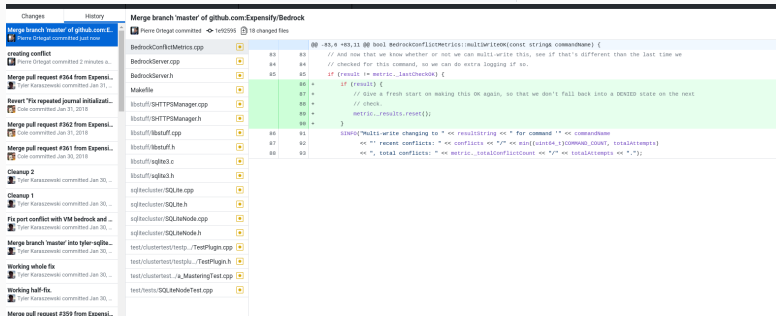 Changes
History
Merge branch 'master' of github.com:E...
Pierre Ortegat committed just now
creating conflict
Pierre Ortegat committed 2 minutes a...
Merge pull request #364 from Expensi...
Tyler Karaszewski committed Jan 31, ...
Revert "Fix repeated journal initializati...
Cole committed Jan 31, 2018
Merge pull request #362 from Expensi...
Cole committed Jan 31, 2018
Merge pull request #361 from Expensi...
Cole committed Jan 30, 2018
Cleanup 2
Tyler Karaszewski committed Jan 30, ...
Cleanup 1
Tyler Karaszewski committed Jan 30, ...
Fix port conflict with VM bedrock and ...
Tyler Karaszewski committed Jan 30, ...
Merge branch 'master' into tyler-sqlite...
Tyler Karaszewski committed Jan 30, ...
Working whole fix
Tyler Karaszewski committed Jan 30, ...
Working half-fix.
Tyler Karaszewski committed Jan 30, ...
Merge pull request #359 from Expensi...
Merge branch 'master' of github.com:Expensify/Bedrock
Pierre Ortegat committed 1e92595 18 changed files
BedrockConflictMetrics.cpp
BedrockServer.cpp
BedrockServer.h
Makefile
libstuff/SHTTPSManager.cpp
libstuff/SHTTPSManager.h
libstuff/libstuff.cpp
libstuff/libstuff.h
libstuff/sqlite3.c
libstuff/sqlite3.h
sqlitecluster/SQLite.cpp
sqlitecluster/SQLite.h
sqlitecluster/SQLiteNode.cpp
sqlitecluster/SQLiteNode.h
test/clustertest/testp.../TestPlugin.cpp
test/clustertest/testplu.../TestPlugin.h
test/clustertest.../a_MasteringTest.cpp
test/tests/SQLiteNodeTest.cpp
@@ -83,6 +83,11 @@ bool BedrockConflictMetrics::multiWriteOK(const string& commandName) {
83 83 // And now that we know whether or not we can multi-write this, see if that's different than the last time we
84 84 // checked for this command, so we can do extra logging if so.
85 85 if (result != metric._lastCheckOK) {
86 + if (result) {
87 + // Give a fresh start on making this OK again, so that we don't fall back into a DENIED state on the next
88 + // check.
89 + metric._results.reset();
90 + }
86 91 SINFO("Multi-write changing to " << resultString << " for command '" << commandName
87 92 << "' recent conflicts: " << conflicts << "/" << min((uint64_t)COMMAND_COUNT, totalAttempts)
88 93 << ", total conflicts: " << metric._totalConflictCount << "/" << totalAttempts << ".");